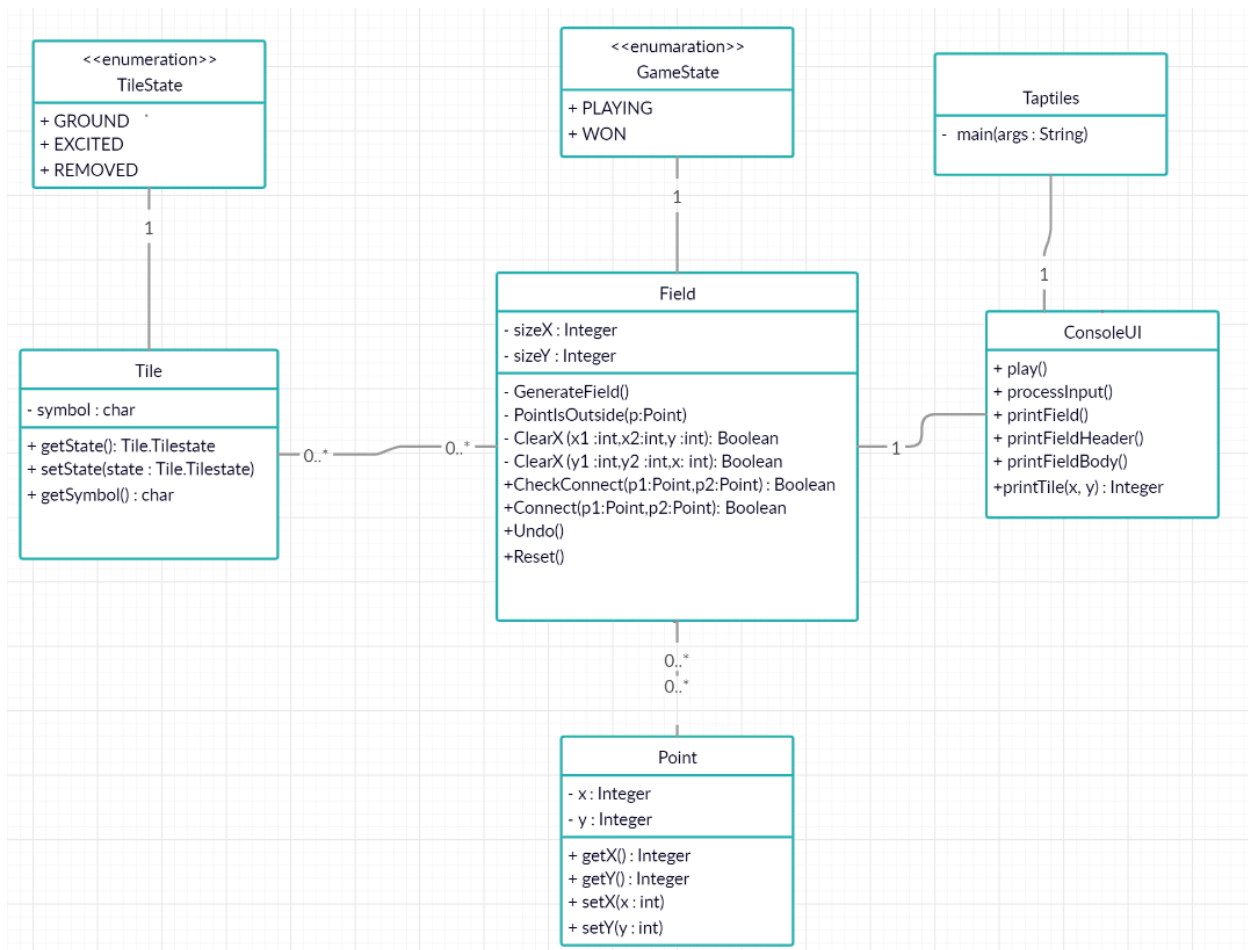 <<enumeration>>
TileState
+ GROUND
+ EXCITED
+ REMOVED
<<enumaration>>
GameState
+ PLAYING
+ WON
Taptiles
- main(args : String)
1
1
1
Field
- sizeX : Integer
- sizeY : Integer
- GenerateField()
- PointIsOutside(p:Point)
- ClearX (x1 :int,x2:int,y :int): Boolean
- ClearX (y1 :int,y2 :int,x: int): Boolean
+CheckConnect(p1:Point,p2:Point) : Boolean
+Connect(p1:Point,p2:Point): Boolean
+Undo()
+Reset()
ConsoleUI
+ play()
+ processInput()
+ printField()
+ printFieldHeader()
+ printFieldBody()
+printTile(x, y) : Integer
Tile
- symbol : char
+ getState(): Tile.Tilestate
+ setState(state : Tile.Tilestate)
+ getSymbol() : char
0..*
0..*
1
0..*
0..*
Point
- x : Integer
- y : Integer
+ getX() : Integer
+ getY() : Integer
+ setX(x : int)
+ setY(y : int)